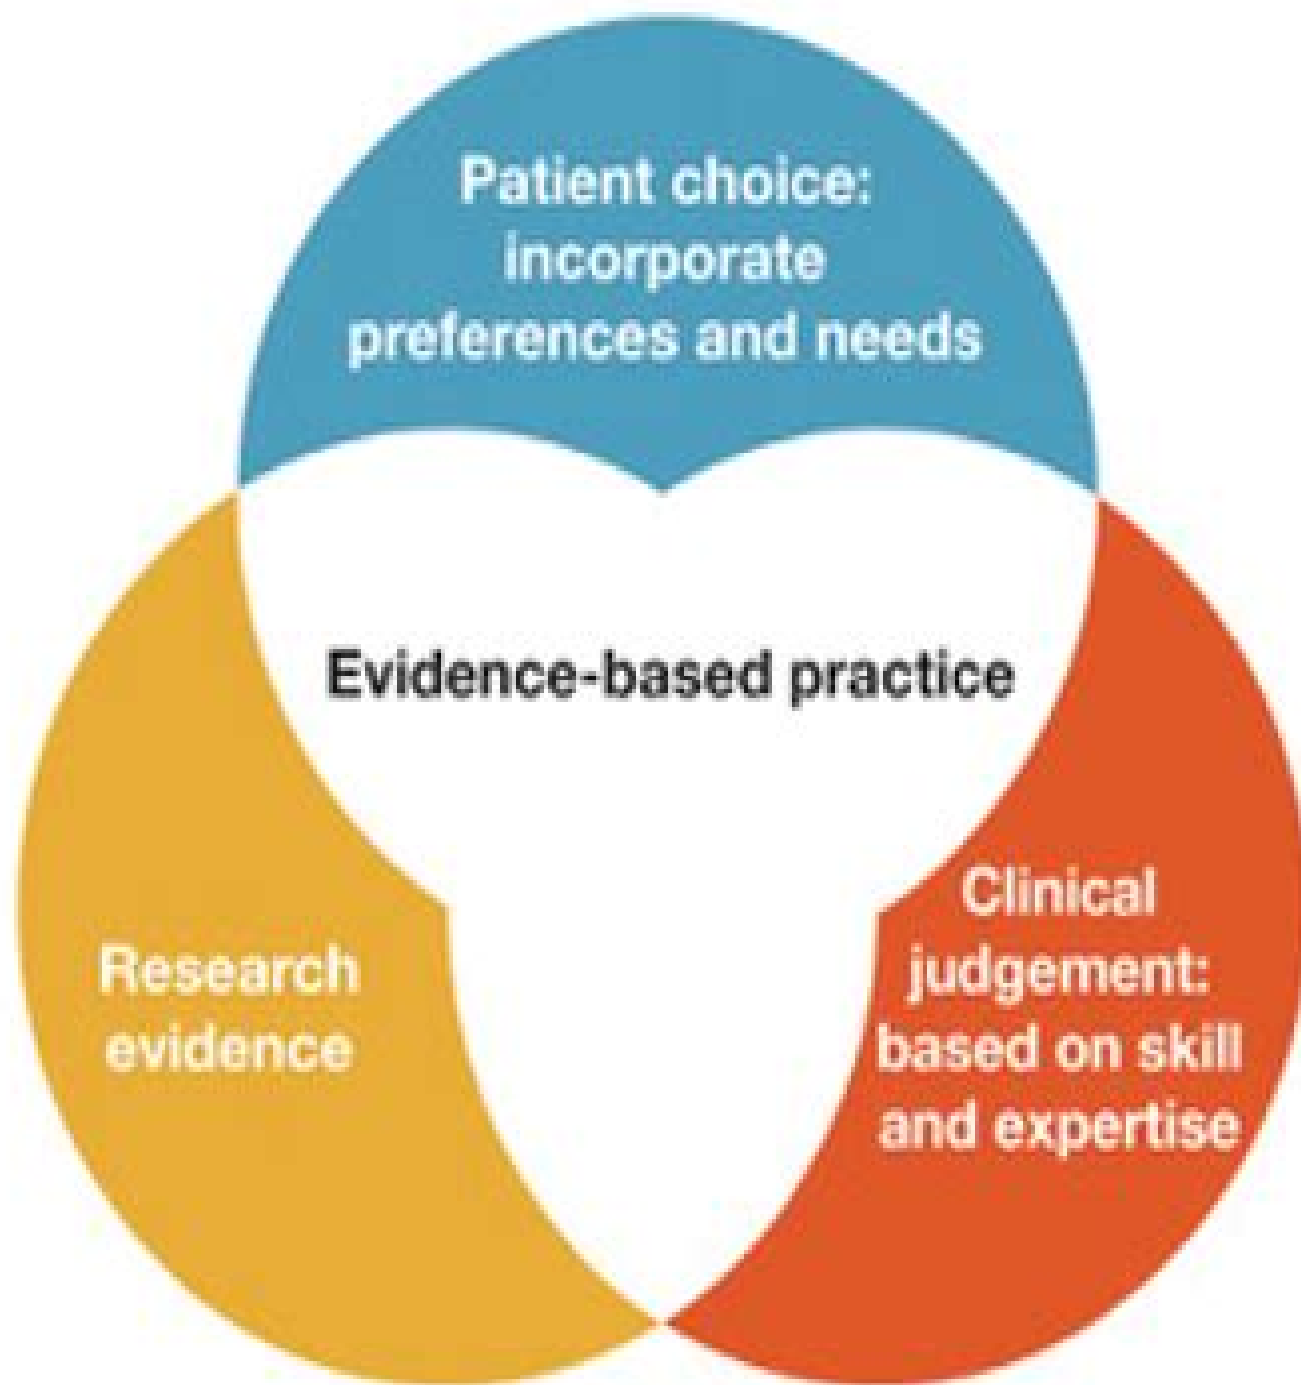 Patient choice:
incorporate
preferences and needs
Evidence-based practice
Research
evidence
Clinical
judgement:
based on skill
and expertise